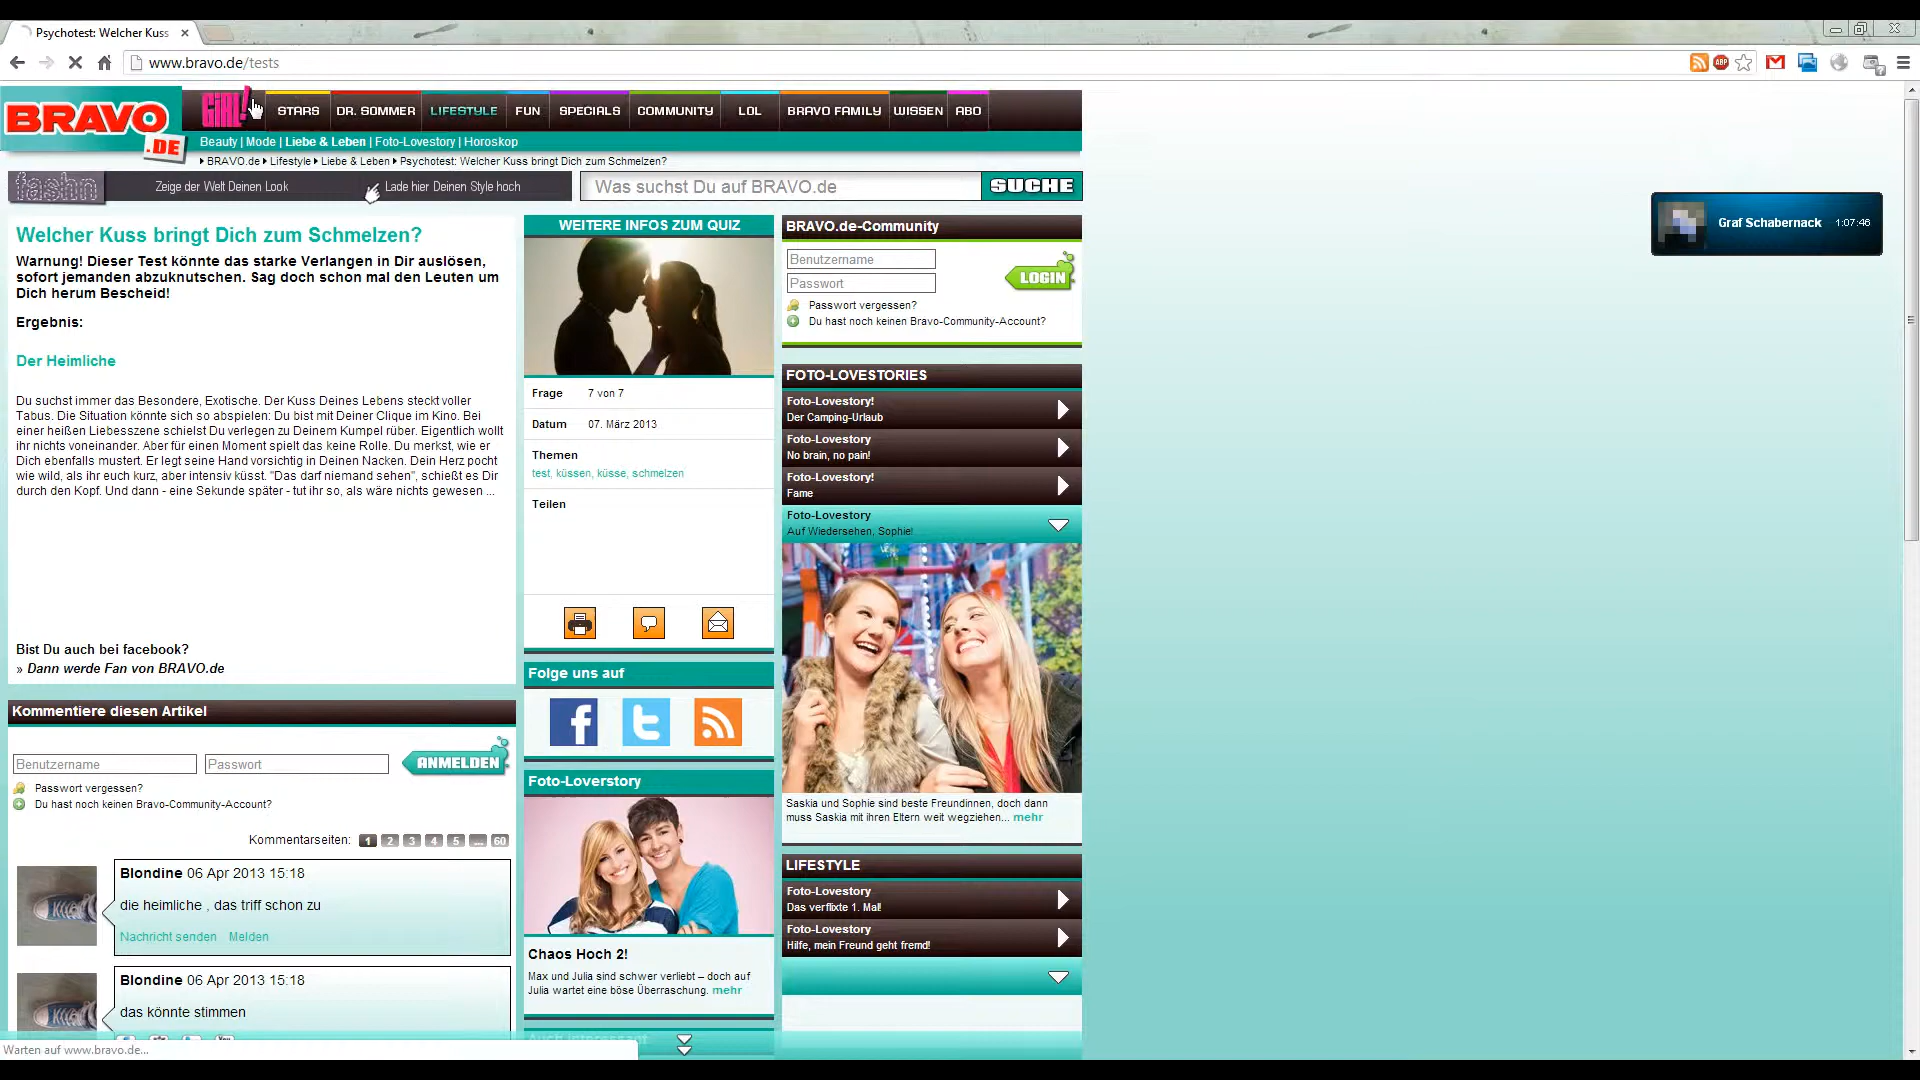 Psychotest: Welcher Kuss
www.bravo.de/tests
BRAVO .DE
GiRL!
STARS
DR. SOMMER
LIFESTYLE
FUN
SPECIALS
COMMUNITY
LOL
BRAVO FAMILY
WISSEN
ABO
Beauty | Mode | Liebe & Leben | Foto-Lovestory | Horoskop
BRAVO.de Lifestyle Liebe & Leben Psychotest: Welcher Kuss bringt Dich zum Schmelzen?
fashn
Zeige der Welt Deinen Look
Lade hier Deinen Style hoch
Was suchst Du auf BRAVO.de
SUCHE
Graf Schabernack 1:07:46
Welcher Kuss bringt Dich zum Schmelzen?
Warnung! Dieser Test könnte das starke Verlangen in Dir auslösen,
sofort jemanden abzuknutschen. Sag doch schon mal den Leuten um
Dich herum Bescheid!
Ergebnis:
Der Heimliche
Du suchst immer das Besondere, Exotische. Der Kuss Deines Lebens steckt voller
Tabus. Die Situation könnte sich so abspielen: Du bist mit Deiner Clique im Kino. Bei
einer heißen Liebesszene schielst Du verlegen zu Deinem Kumpel rüber. Eigentlich wollt
ihr nichts voneinander. Aber für einen Moment spielt das keine Rolle. Du merkst, wie er
Dich ebenfalls mustert. Er legt seine Hand vorsichtig in Deinen Nacken. Dein Herz pocht
wie wild, als ihr euch kurz, aber intensiv küsst. "Das darf niemand sehen", schießt es Dir
durch den Kopf. Und dann - eine Sekunde später - tut ihr so, als wäre nichts gewesen ...
Bist Du auch bei facebook?
» Dann werde Fan von BRAVO.de
Kommentiere diesen Artikel
Benutzername
Passwort
ANMELDEN
Passwort vergessen?
Du hast noch keinen Bravo-Community-Account?
Kommentarseiten: 1 2 3 4 5 ... 60
Blondine 06 Apr 2013 15:18
die heimliche , das triff schon zu
Nachricht senden Melden
Blondine 06 Apr 2013 15:18
das könnte stimmen
Warten auf www.bravo.de...
WEITERE INFOS ZUM QUIZ
Frage 7 von 7
Datum 07. März 2013
Themen
test, küssen, küsse, schmelzen
Teilen
Folge uns auf
Foto-Loverstory
Chaos Hoch 2!
Max und Julia sind schwer verliebt – doch auf
Julia wartet eine böse Überraschung. mehr
Auch interessant
BRAVO.de-Community
Benutzername
Passwort
LOGIN
Passwort vergessen?
Du hast noch keinen Bravo-Community-Account?
FOTO-LOVESTORIES
Foto-Lovestory!
Der Camping-Urlaub
Foto-Lovestory
No brain, no pain!
Foto-Lovestory!
Fame
Foto-Lovestory
Auf Wiedersehen, Sophie!
Saskia und Sophie sind beste Freundinnen, doch dann
muss Saskia mit ihren Eltern weit wegziehen... mehr
LIFESTYLE
Foto-Lovestory
Das verflixte 1. Mal!
Foto-Lovestory
Hilfe, mein Freund geht fremd!